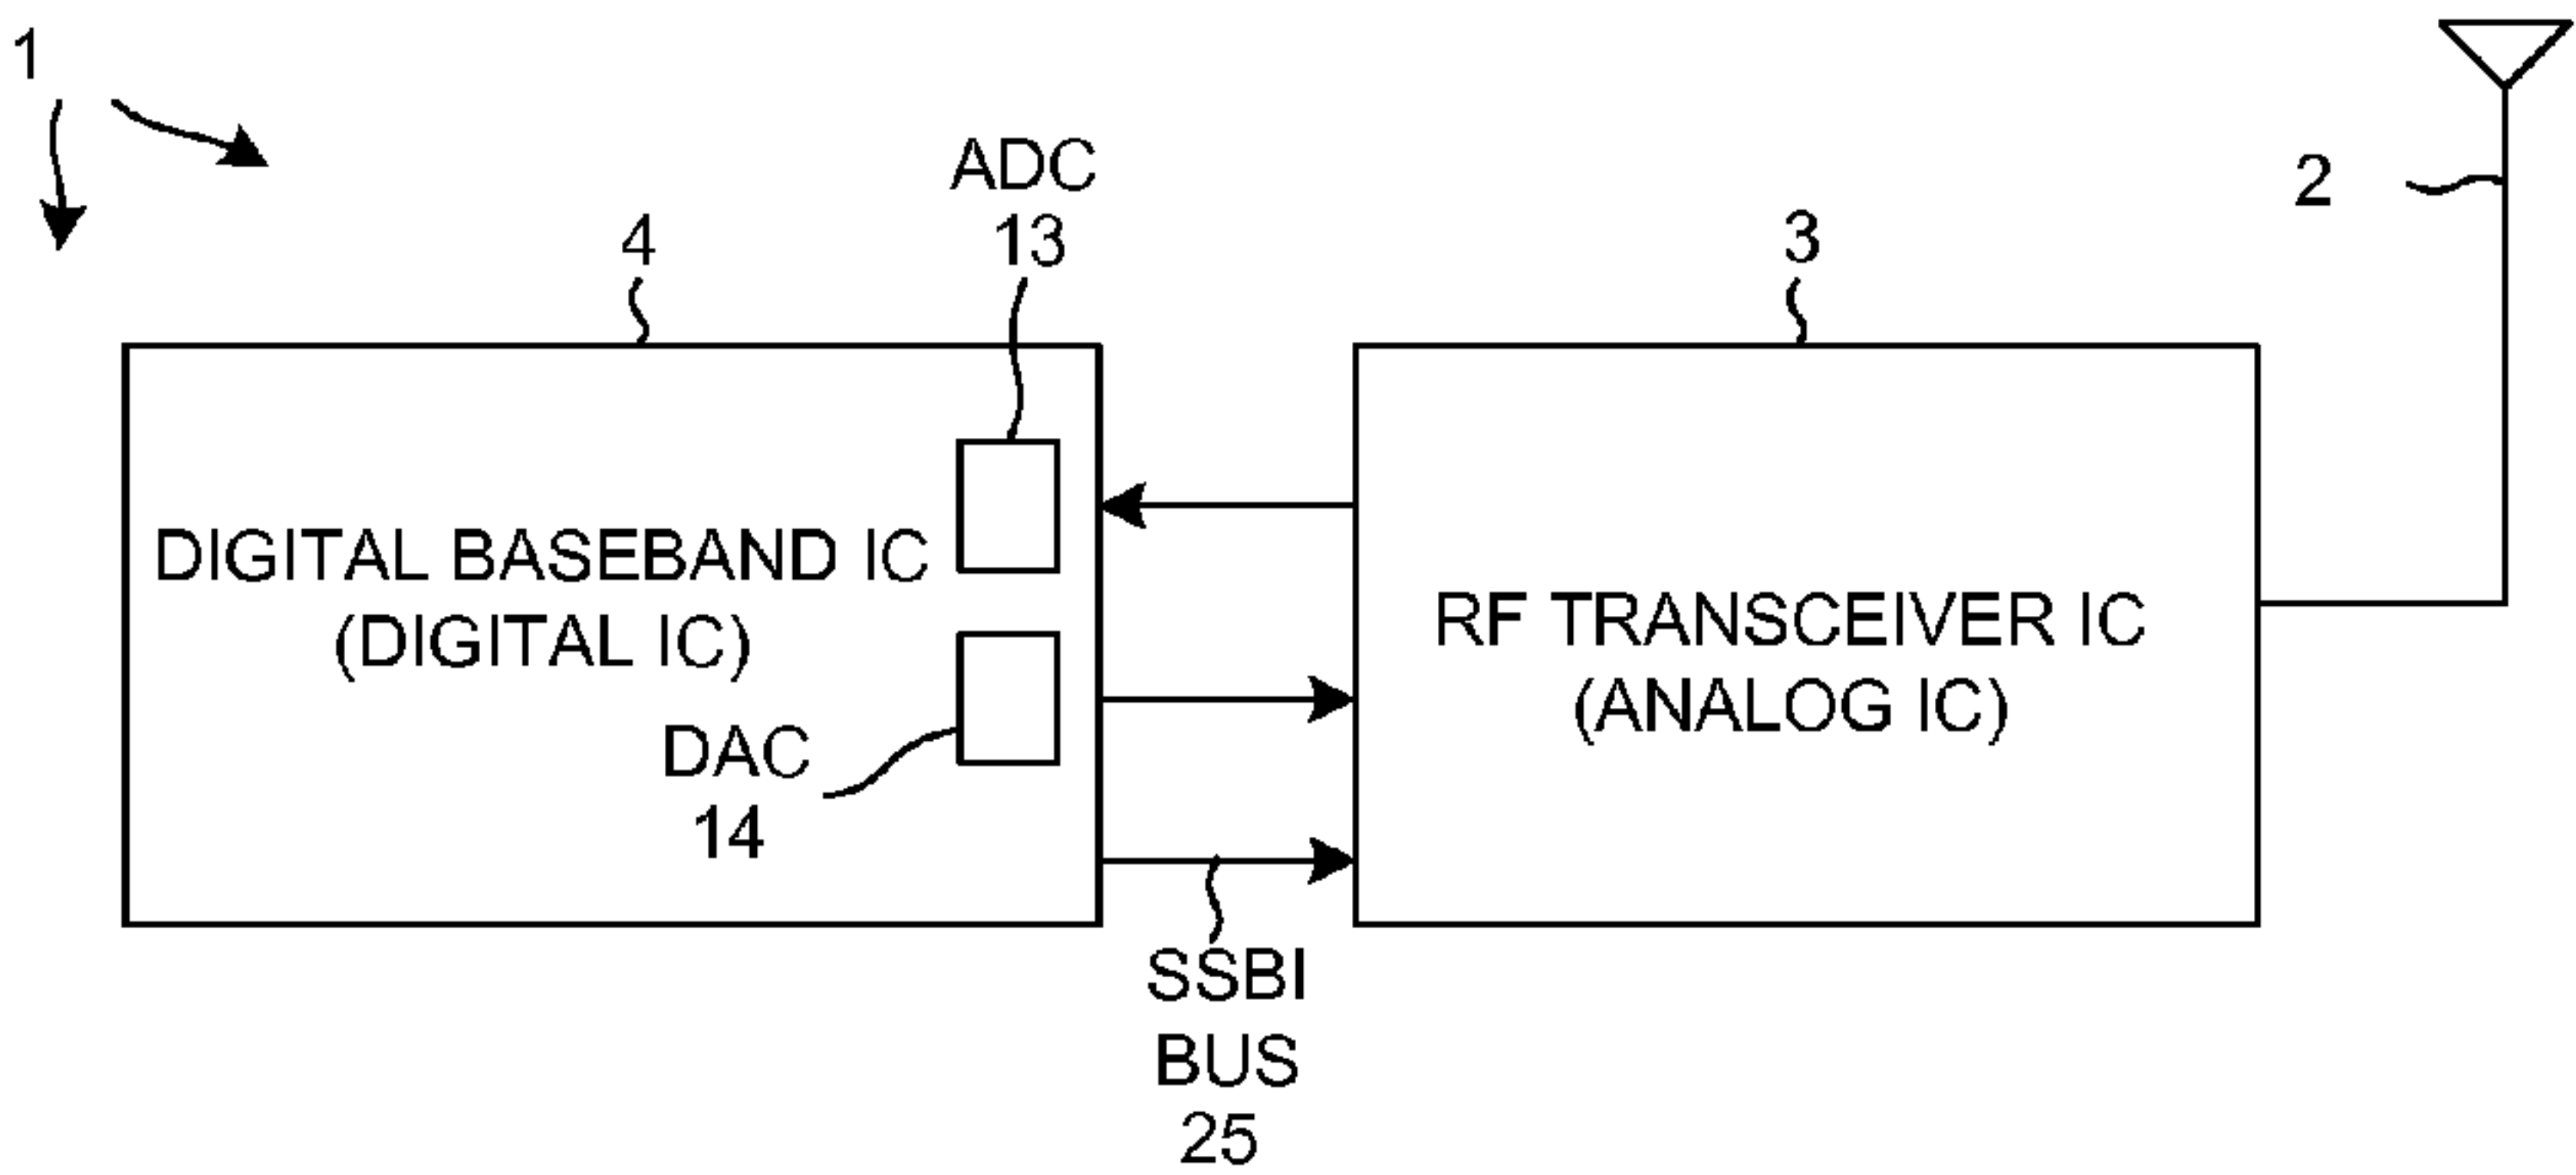 1
2
ADC
13
4
3
DIGITAL BASEBAND IC
(DIGITAL IC)
RF TRANSCEIVER IC
(ANALOG IC)
DAC
14
SSBI
BUS
25